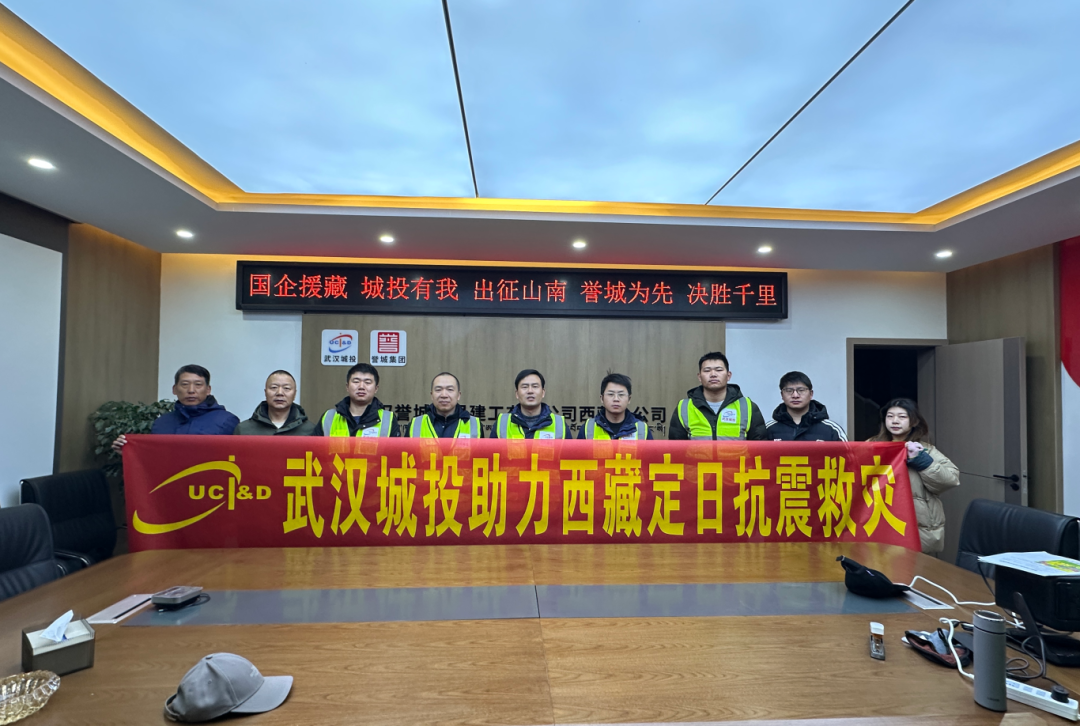 国企援藏 城投有我 出征山南 誉城为先 决胜千里
UCI&D
武汉城投
誉城集团
UCI&D 武汉城投助力西藏定日抗震救灾